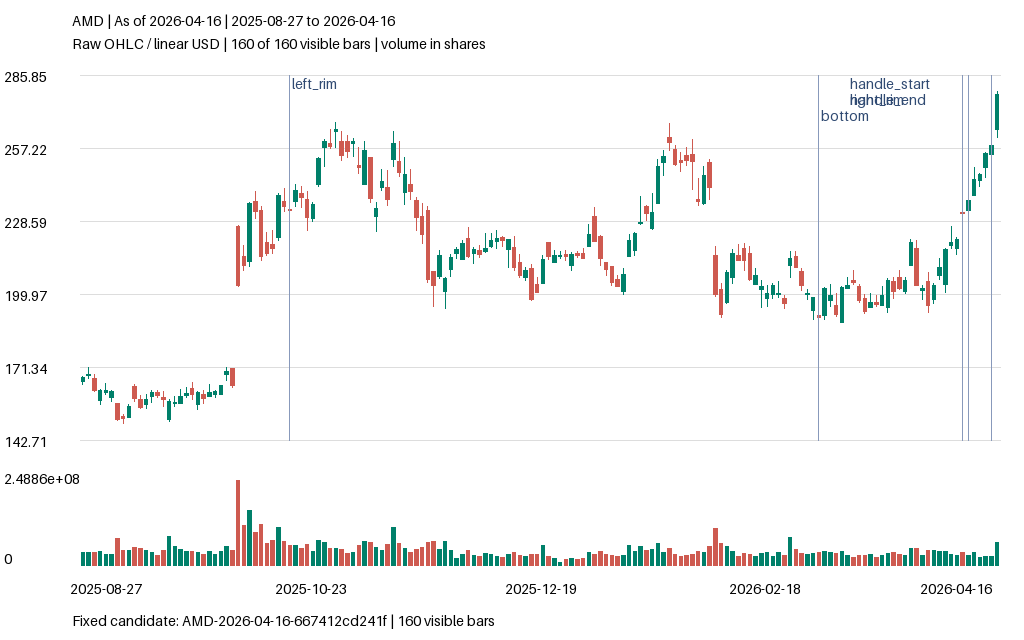 AMD | As of 2026-04-16 | 2025-08-27 to 2026-04-16
Raw OHLC / linear USD | 160 of 160 visible bars | volume in shares
285.85
257.22
228.59
199.97
171.34
142.71
left_rim
handle_start
handle_end
bottom
2.4886e+08
0
2025-08-27
2025-10-23
2025-12-19
2026-02-18
2026-04-16
Fixed candidate: AMD-2026-04-16-667412cd241f | 160 visible bars